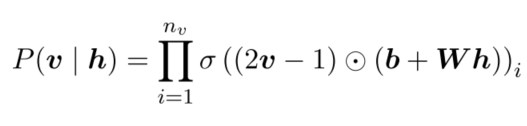 P(v | h) = ∏_{i=1}^{n_v} σ ((2v − 1) ⊙ (b + Wh))_i